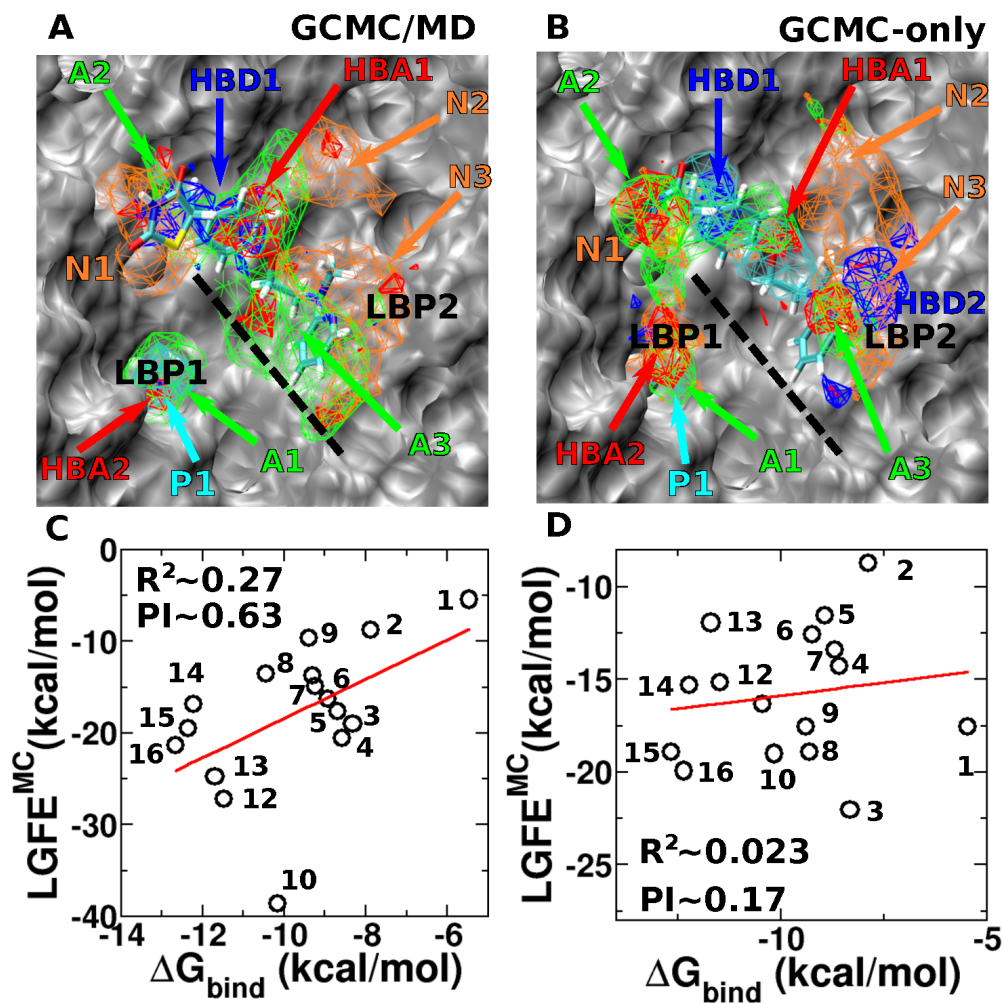 A GCMC/MD
A2 HBD1 HBA1
N2
N3
N1
LBP2
LBP1
HBA2 P1 A1 A3
B GCMC-only
A2 HBD1 HBA1
N2
N3
N1
HBD2
LBP1 LBP2
HBA2 P1 A1 A3
C
R²~0.27
PI~0.63
LGFE^MC(kcal/mol)
0
-10
-20
-30
-40
1
2
9
8
6
7
14
5 3
15
4
16
13
12
10
-14 -12 -10 -8 -6
ΔG_bind (kcal/mol)
D
LGFE^MC(kcal/mol)
-10
-15
-20
-25
2
5
13 6
7 4
12
14
9
15 16 10 8 1
3
R²~0.023
PI~0.17
-10 -5
ΔG_bind (kcal/mol)